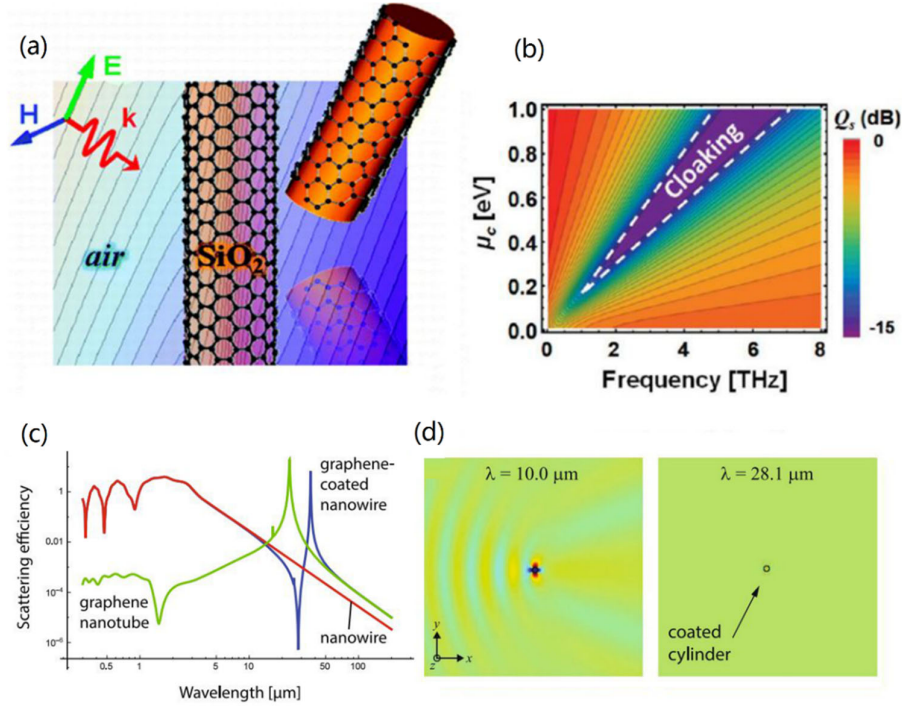 (a)
E
H
k
air
SiO₂
(b)
μc [eV]
1.0
0.8
0.6
0.4
0.2
0.0
0
2
4
6
8
Frequency [THz]
Cloaking
Qs (dB)
0
-15
(c)
Scattering efficiency
1
0.01
10⁻⁴
10⁻⁶
0.5
1
5
10
50
100
Wavelength [μm]
graphene-
coated
nanowire
graphene
nanotube
nanowire
(d)
λ = 10.0 μm
y
z
x
λ = 28.1 μm
coated
cylinder